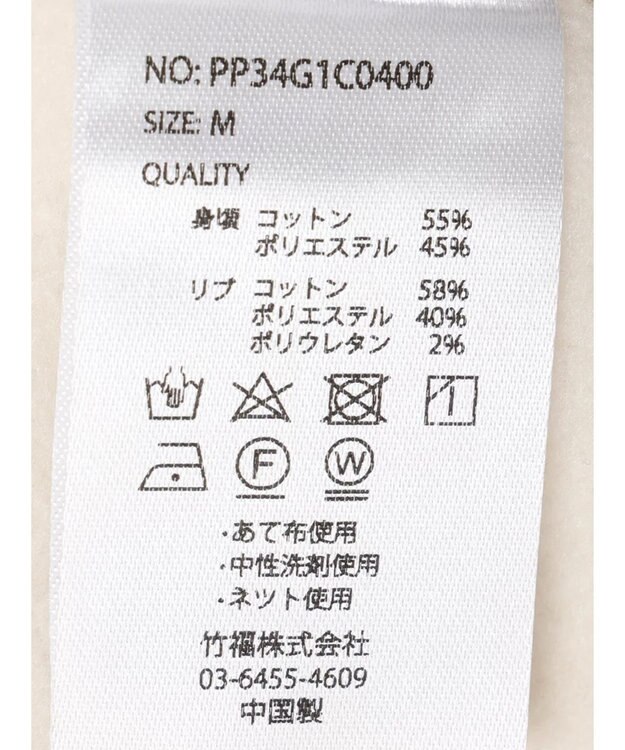 NO: PP34G1C0400
SIZE: M
QUALITY
身頃 コットン 55%
ポリエステル 45%
リブ コットン 58%
ポリエステル 40%
ポリウレタン 2%
F W
・あて布使用
・中性洗剤使用
・ネット使用
竹福株式会社
03-6455-4609
中国製